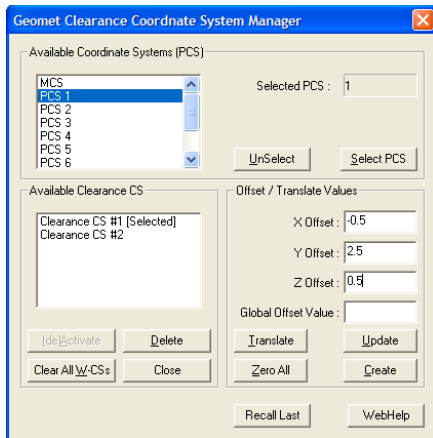 Geomet Clearance Coordnate System Manager
Available Coordinate Systems (PCS)
MCS
PCS 1
PCS 2
PCS 3
PCS 4
PCS 5
PCS 6
Selected PCS : 1
UnSelect
Select PCS
Available Clearance CS
Clearance CS #1 [Selected]
Clearance CS #2
(de)Activate
Delete
Clear All W-CSs
Close
Offset / Translate Values
X Offset : -0.5
Y Offset : 2.5
Z Offset : 0.5
Global Offset Value :
Translate
Update
Zero All
Create
Recall Last
WebHelp